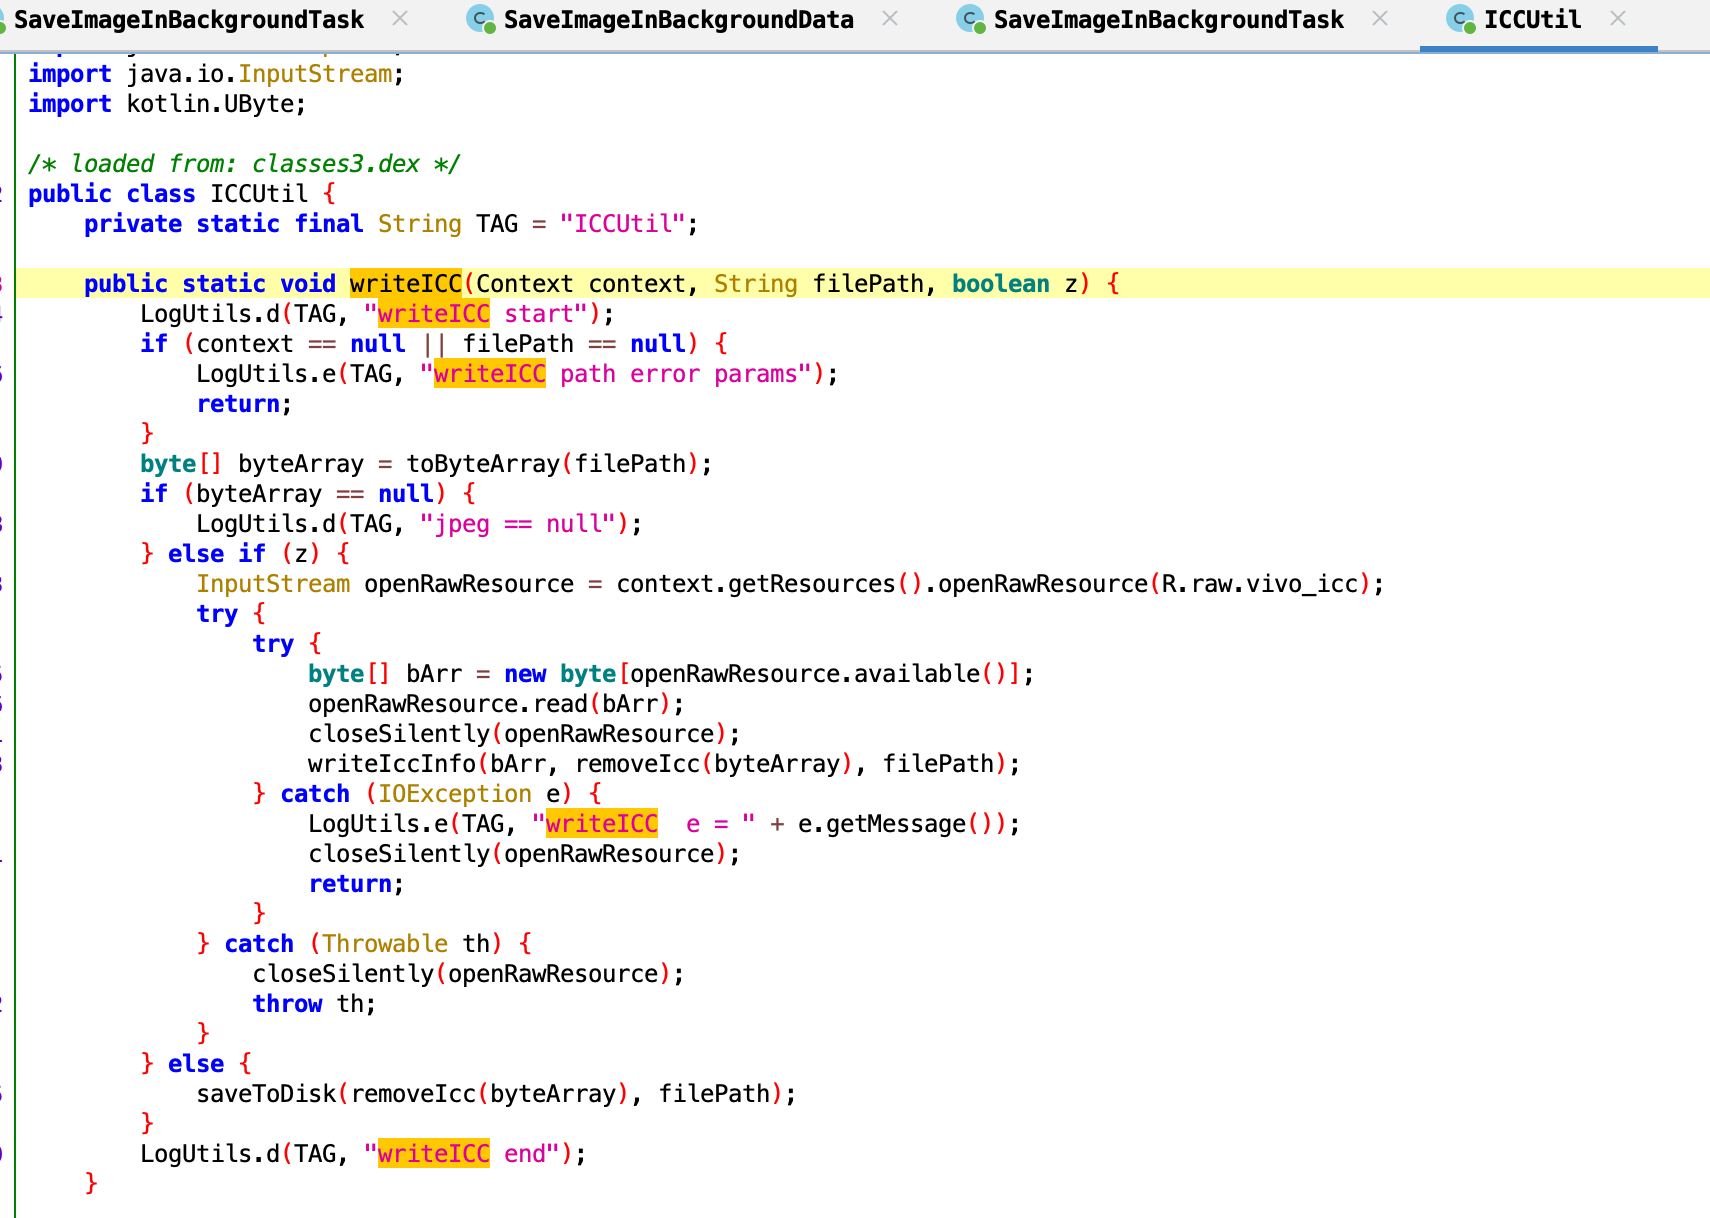 SaveImageInBackgroundTask × SaveImageInBackgroundData × SaveImageInBackgroundTask × ICCUtil ×
import java.io.InputStream;
import kotlin.UByte;
/* loaded from: classes3.dex */
public class ICCUtil {
    private static final String TAG = "ICCUtil";
    public static void writeICC(Context context, String filePath, boolean z) {
        LogUtils.d(TAG, "writeICC start");
        if (context == null || filePath == null) {
            LogUtils.e(TAG, "writeICC path error params");
            return;
        }
        byte[] byteArray = toByteArray(filePath);
        if (byteArray == null) {
            LogUtils.d(TAG, "jpeg == null");
        } else if (z) {
            InputStream openRawResource = context.getResources().openRawResource(R.raw.vivo_icc);
            try {
                try {
                    byte[] bArr = new byte[openRawResource.available()];
                    openRawResource.read(bArr);
                    closeSilently(openRawResource);
                    writeIccInfo(bArr, removeIcc(byteArray), filePath);
                } catch (IOException e) {
                    LogUtils.e(TAG, "writeICC  e = " + e.getMessage());
                    closeSilently(openRawResource);
                    return;
                }
            } catch (Throwable th) {
                closeSilently(openRawResource);
                throw th;
            }
        } else {
            saveToDisk(removeIcc(byteArray), filePath);
        }
        LogUtils.d(TAG, "writeICC end");
    }